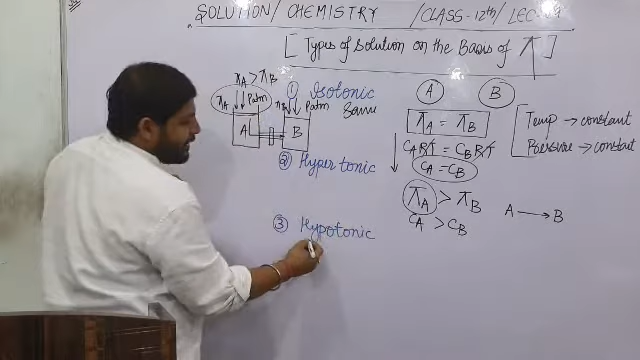 SOLUTION/ CHEMISTRY /CLASS-12th/ LEC-09
[Types of Solution on the Basis of π]
πA > πB
① Isotonic
Same
A B
πA Patm πB Patm
A B
πA = πB
CART = CBRT
CA = CB
Temp → constant
Pressure → constant
② Hypertonic
πA > πB
CA > CB
A → B
③ Hypotonic